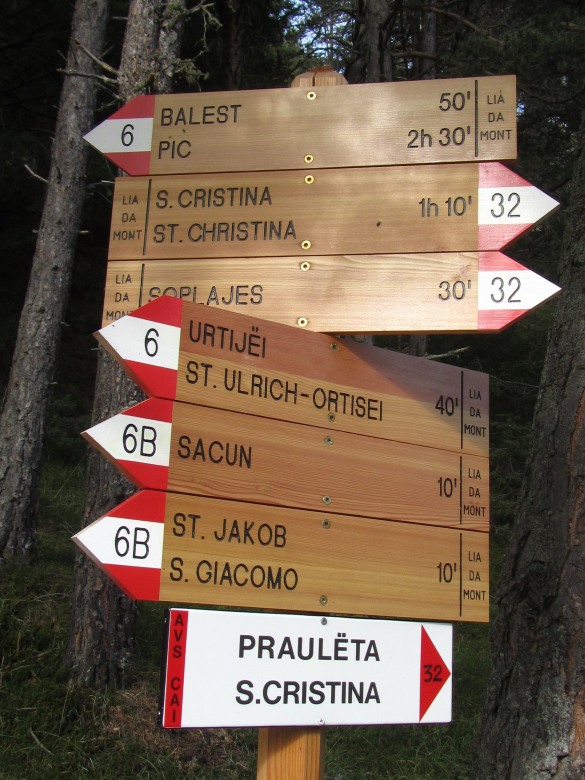 6 BALEST 50' LIA
PIC 2h 30' DA
MONT
LIA S. CRISTINA 1h 10' 32
DA ST. CHRISTINA
MONT
LIA SOPLAJES 30' 32
DA
MONT
6 URTIJËI
ST. ULRICH-ORTISEI 40' LIA
DA
MONT
6B SACUN 10' LIA
DA
MONT
6B ST. JAKOB 10' LIA
S. GIACOMO DA
MONT
AVS CAI PRAULËTA 32
S.CRISTINA